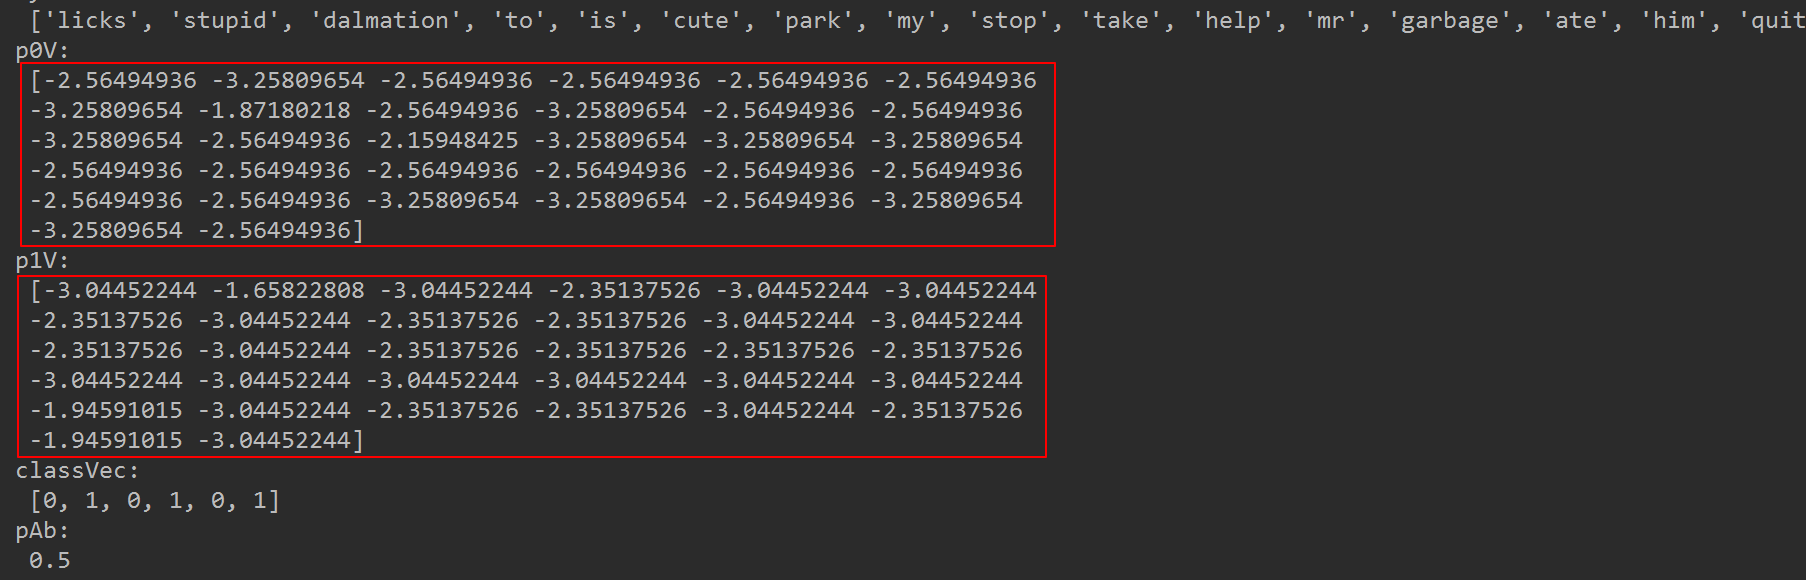 ['licks', 'stupid', 'dalmation', 'to', 'is', 'cute', 'park', 'my', 'stop', 'take', 'help', 'mr', 'garbage', 'ate', 'him', 'quit
p0V:
[-2.56494936 -3.25809654 -2.56494936 -2.56494936 -2.56494936 -2.56494936
-3.25809654 -1.87180218 -2.56494936 -3.25809654 -2.56494936 -2.56494936
-3.25809654 -2.56494936 -2.15948425 -3.25809654 -3.25809654 -3.25809654
-2.56494936 -2.56494936 -2.56494936 -2.56494936 -2.56494936 -2.56494936
-2.56494936 -2.56494936 -3.25809654 -3.25809654 -2.56494936 -3.25809654
-3.25809654 -2.56494936]
p1V:
[-3.04452244 -1.65822808 -3.04452244 -2.35137526 -3.04452244 -3.04452244
-2.35137526 -3.04452244 -2.35137526 -2.35137526 -3.04452244 -3.04452244
-2.35137526 -3.04452244 -2.35137526 -2.35137526 -2.35137526 -2.35137526
-3.04452244 -3.04452244 -3.04452244 -3.04452244 -3.04452244 -3.04452244
-1.94591015 -3.04452244 -2.35137526 -2.35137526 -3.04452244 -2.35137526
-1.94591015 -3.04452244]
classVec:
[0, 1, 0, 1, 0, 1]
pAb:
0.5